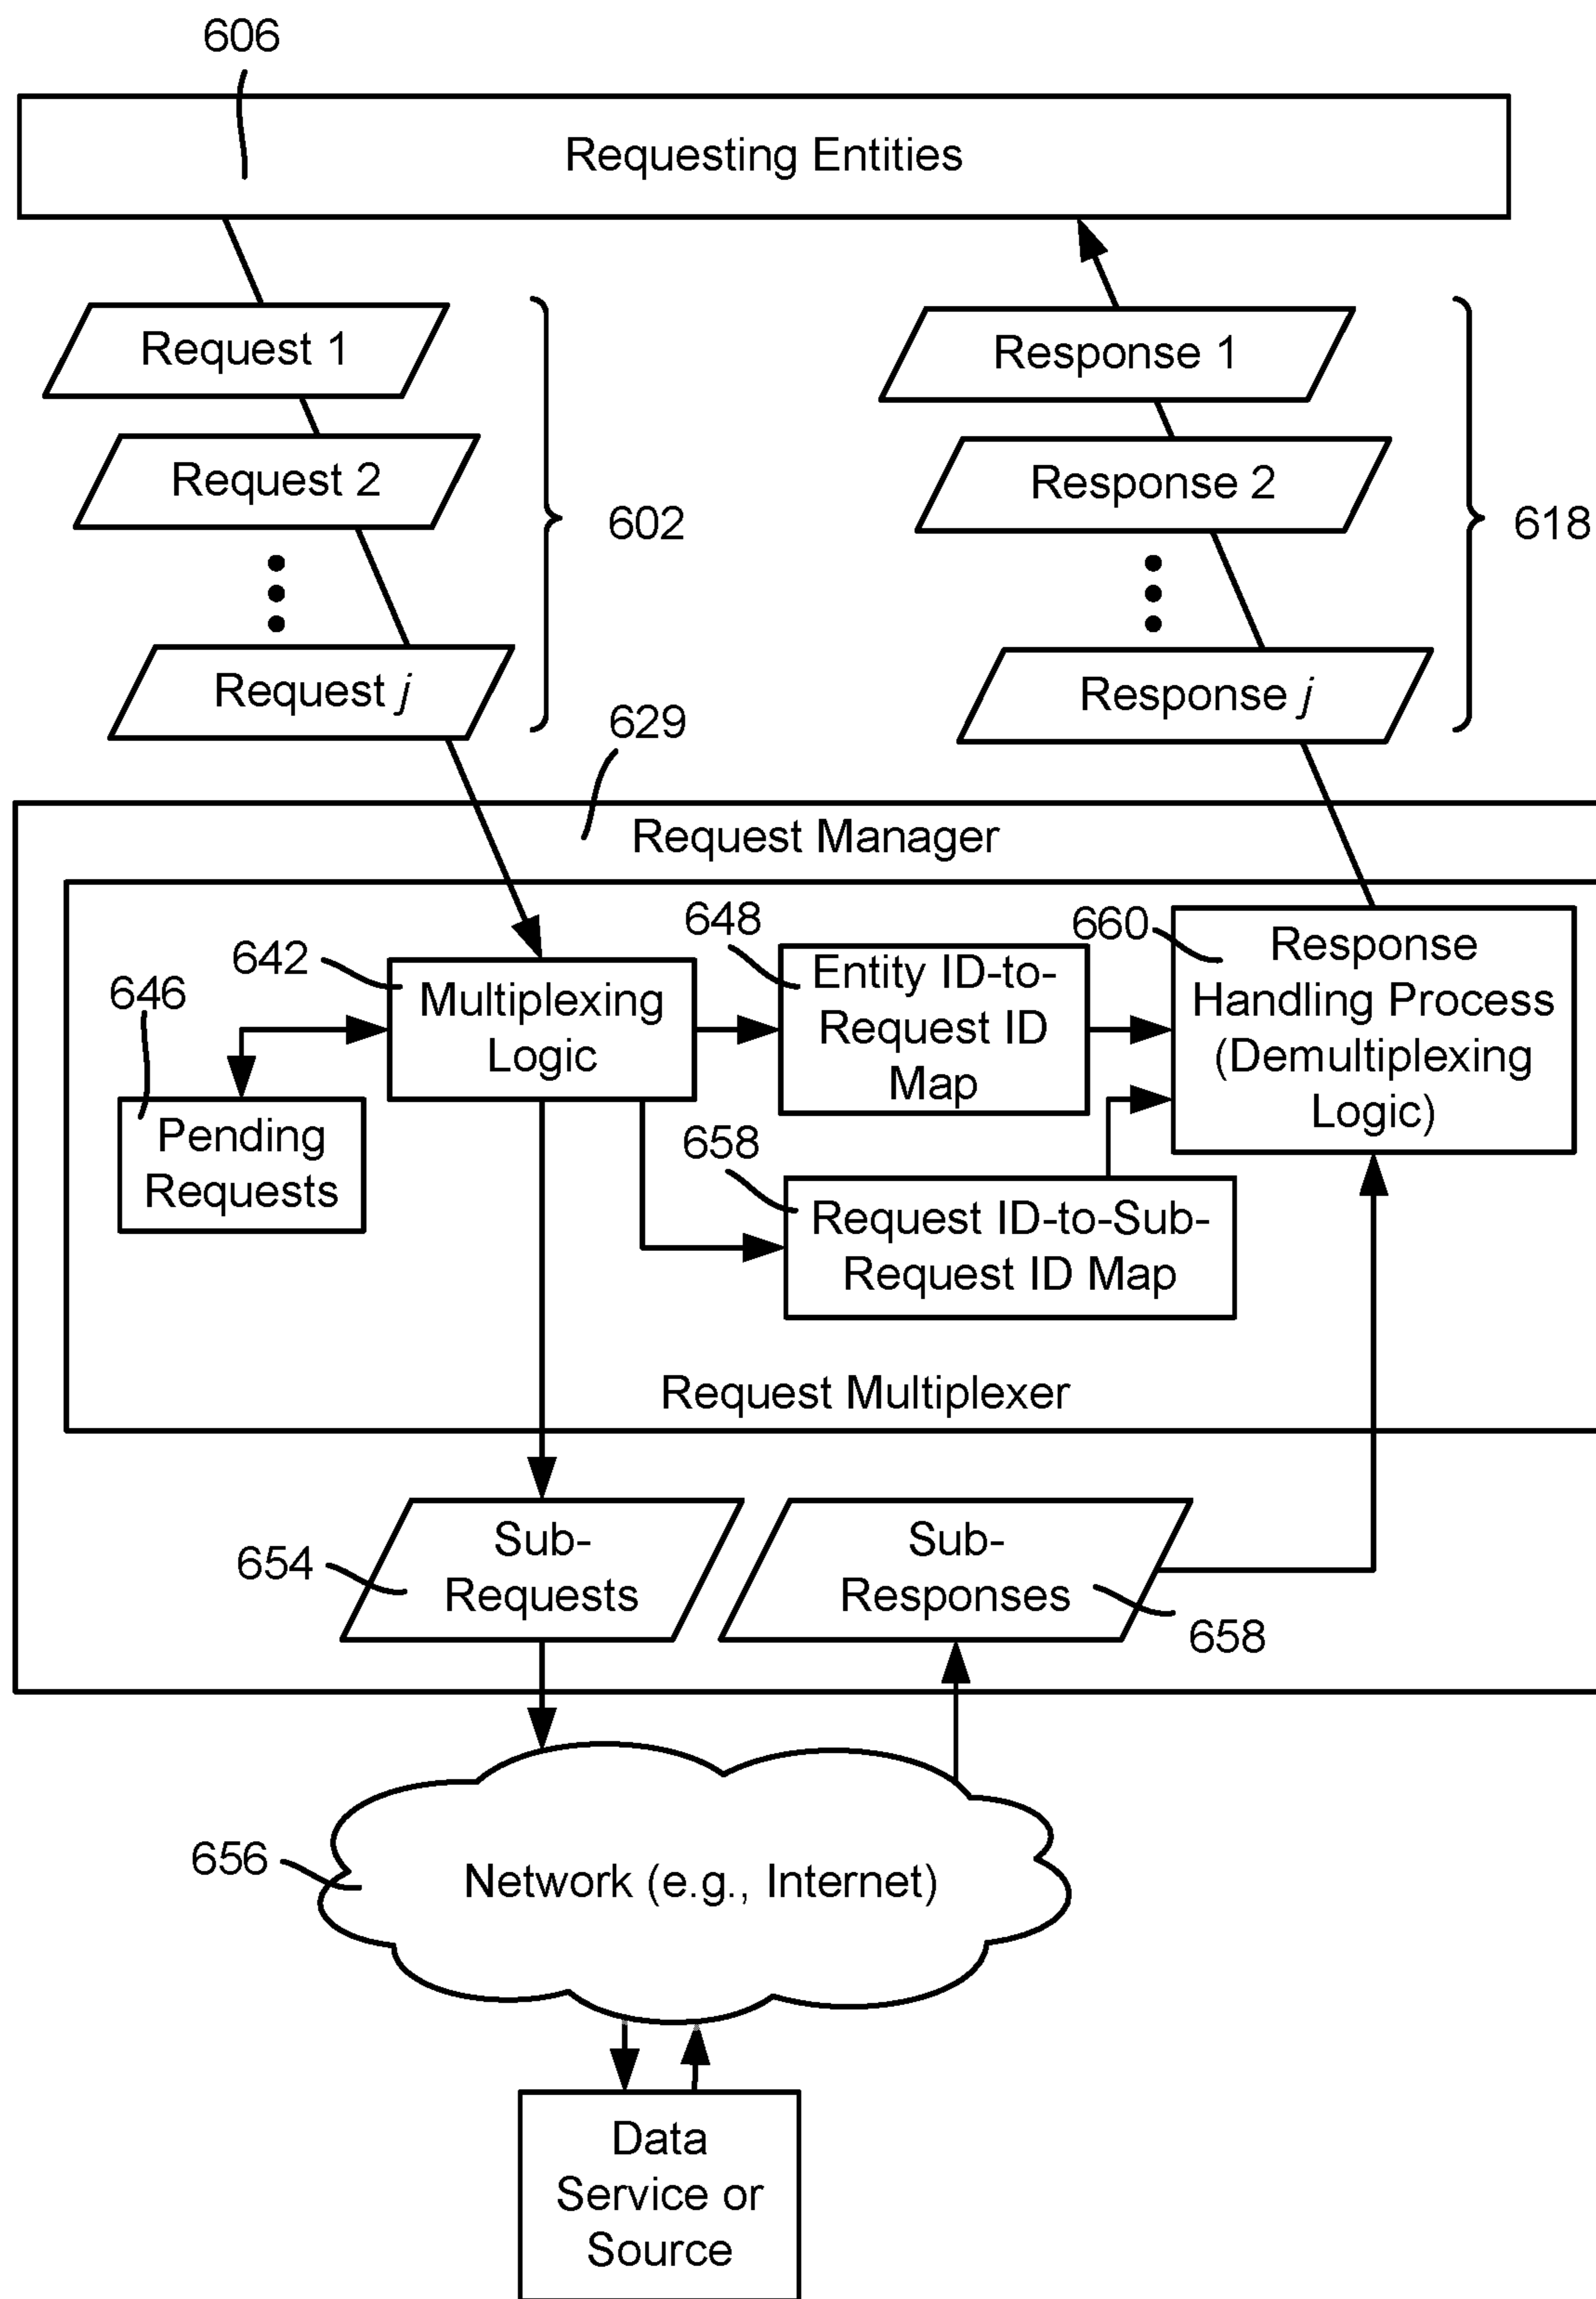 606
Requesting Entities
Request 1
Response 1
Request 2
Response 2
602
618
Request j
Response j
629
Request Manager
648
660
642
646
Multiplexing
Logic
Entity ID-to-
Request ID
Map
Response
Handling Process
(Demultiplexing
Logic)
Pending
Requests
658
Request ID-to-Sub-
Request ID Map
Request Multiplexer
654
Sub-
Requests
Sub-
Responses
658
656
Network (e.g., Internet)
Data
Service or
Source